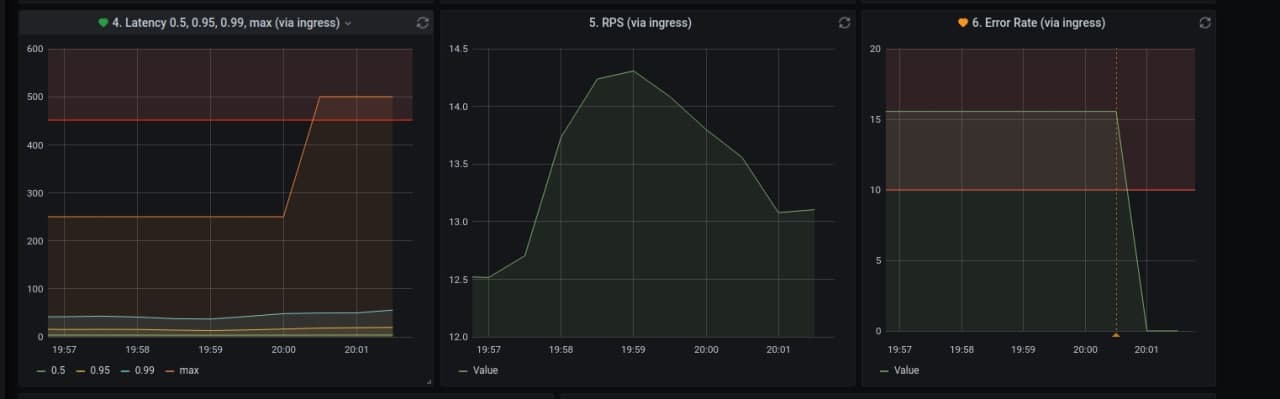 4. Latency 0.5, 0.95, 0.99, max (via ingress)
600
500
400
300
200
100
0
19:57 19:58 19:59 20:00 20:01
0.5 0.95 0.99 max
5. RPS (via ingress)
14.5
14.0
13.5
13.0
12.5
12.0
19:57 19:58 19:59 20:00 20:01
Value
6. Error Rate (via ingress)
20
15
10
5
0
19:57 19:58 19:59 20:00 20:01
Value